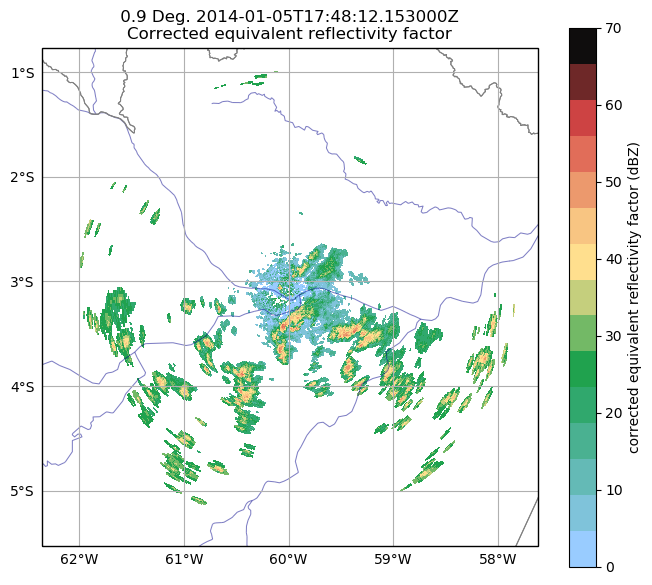 0.9 Deg. 2014-01-05T17:48:12.153000Z
Corrected equivalent reflectivity factor
1°S
2°S
3°S
4°S
5°S
62°W 61°W 60°W 59°W 58°W
70
60
50
40
30
20
10
0
corrected equivalent reflectivity factor (dBZ)